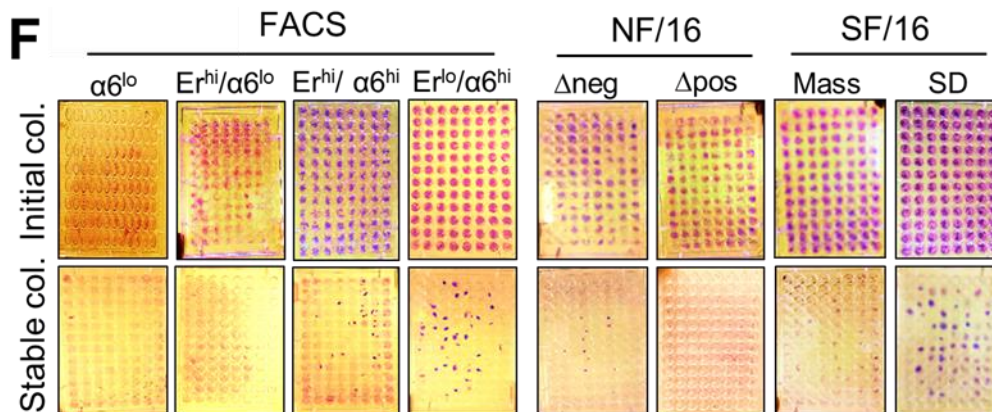 F
FACS NF/16 SF/16
α6ˡᵒ Erʰⁱ/α6ˡᵒ Erʰⁱ/ α6ʰⁱ Erˡᵒ/α6ʰⁱ Δneg Δpos Mass SD
Initial col.
Stable col.